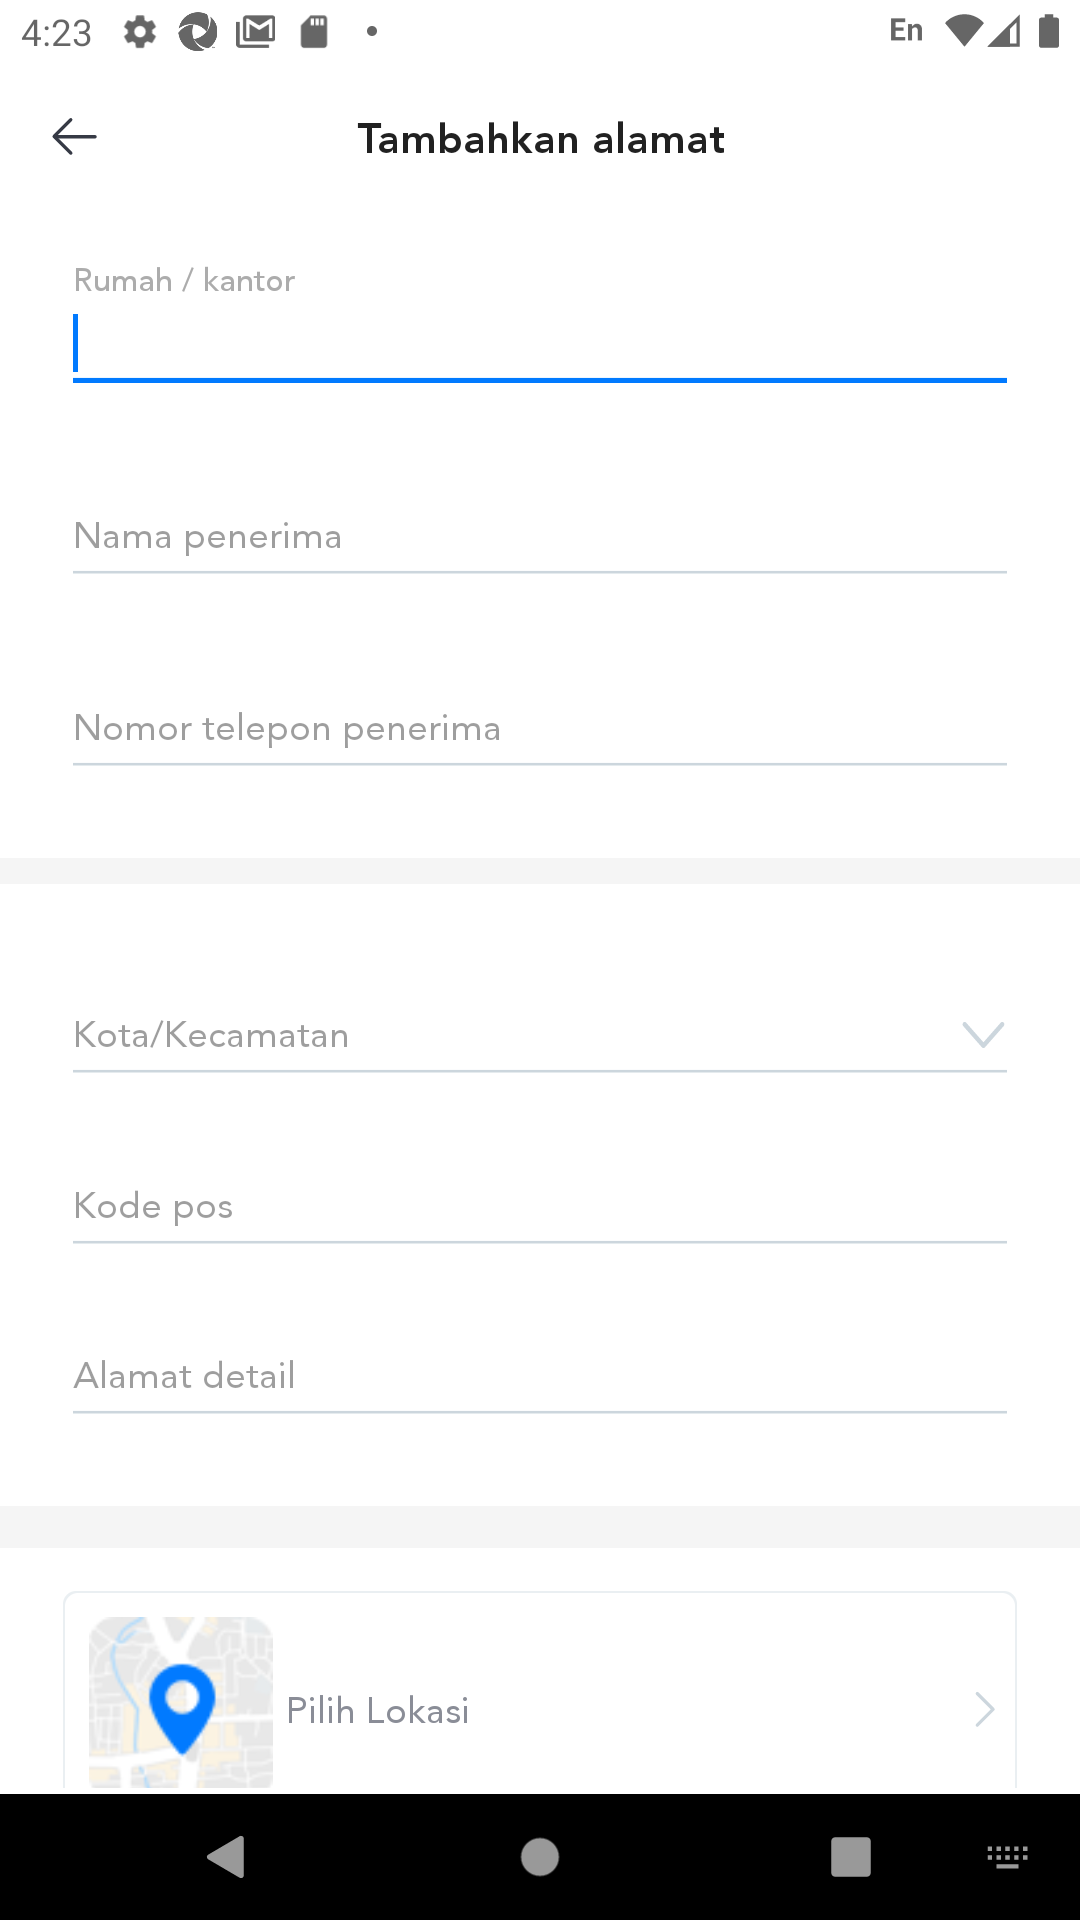 4:23
En
Tambahkan alamat
Rumah / kantor
Nama penerima
Nomor telepon penerima
Kota/Kecamatan
Kode pos
Alamat detail
Pilih Lokasi